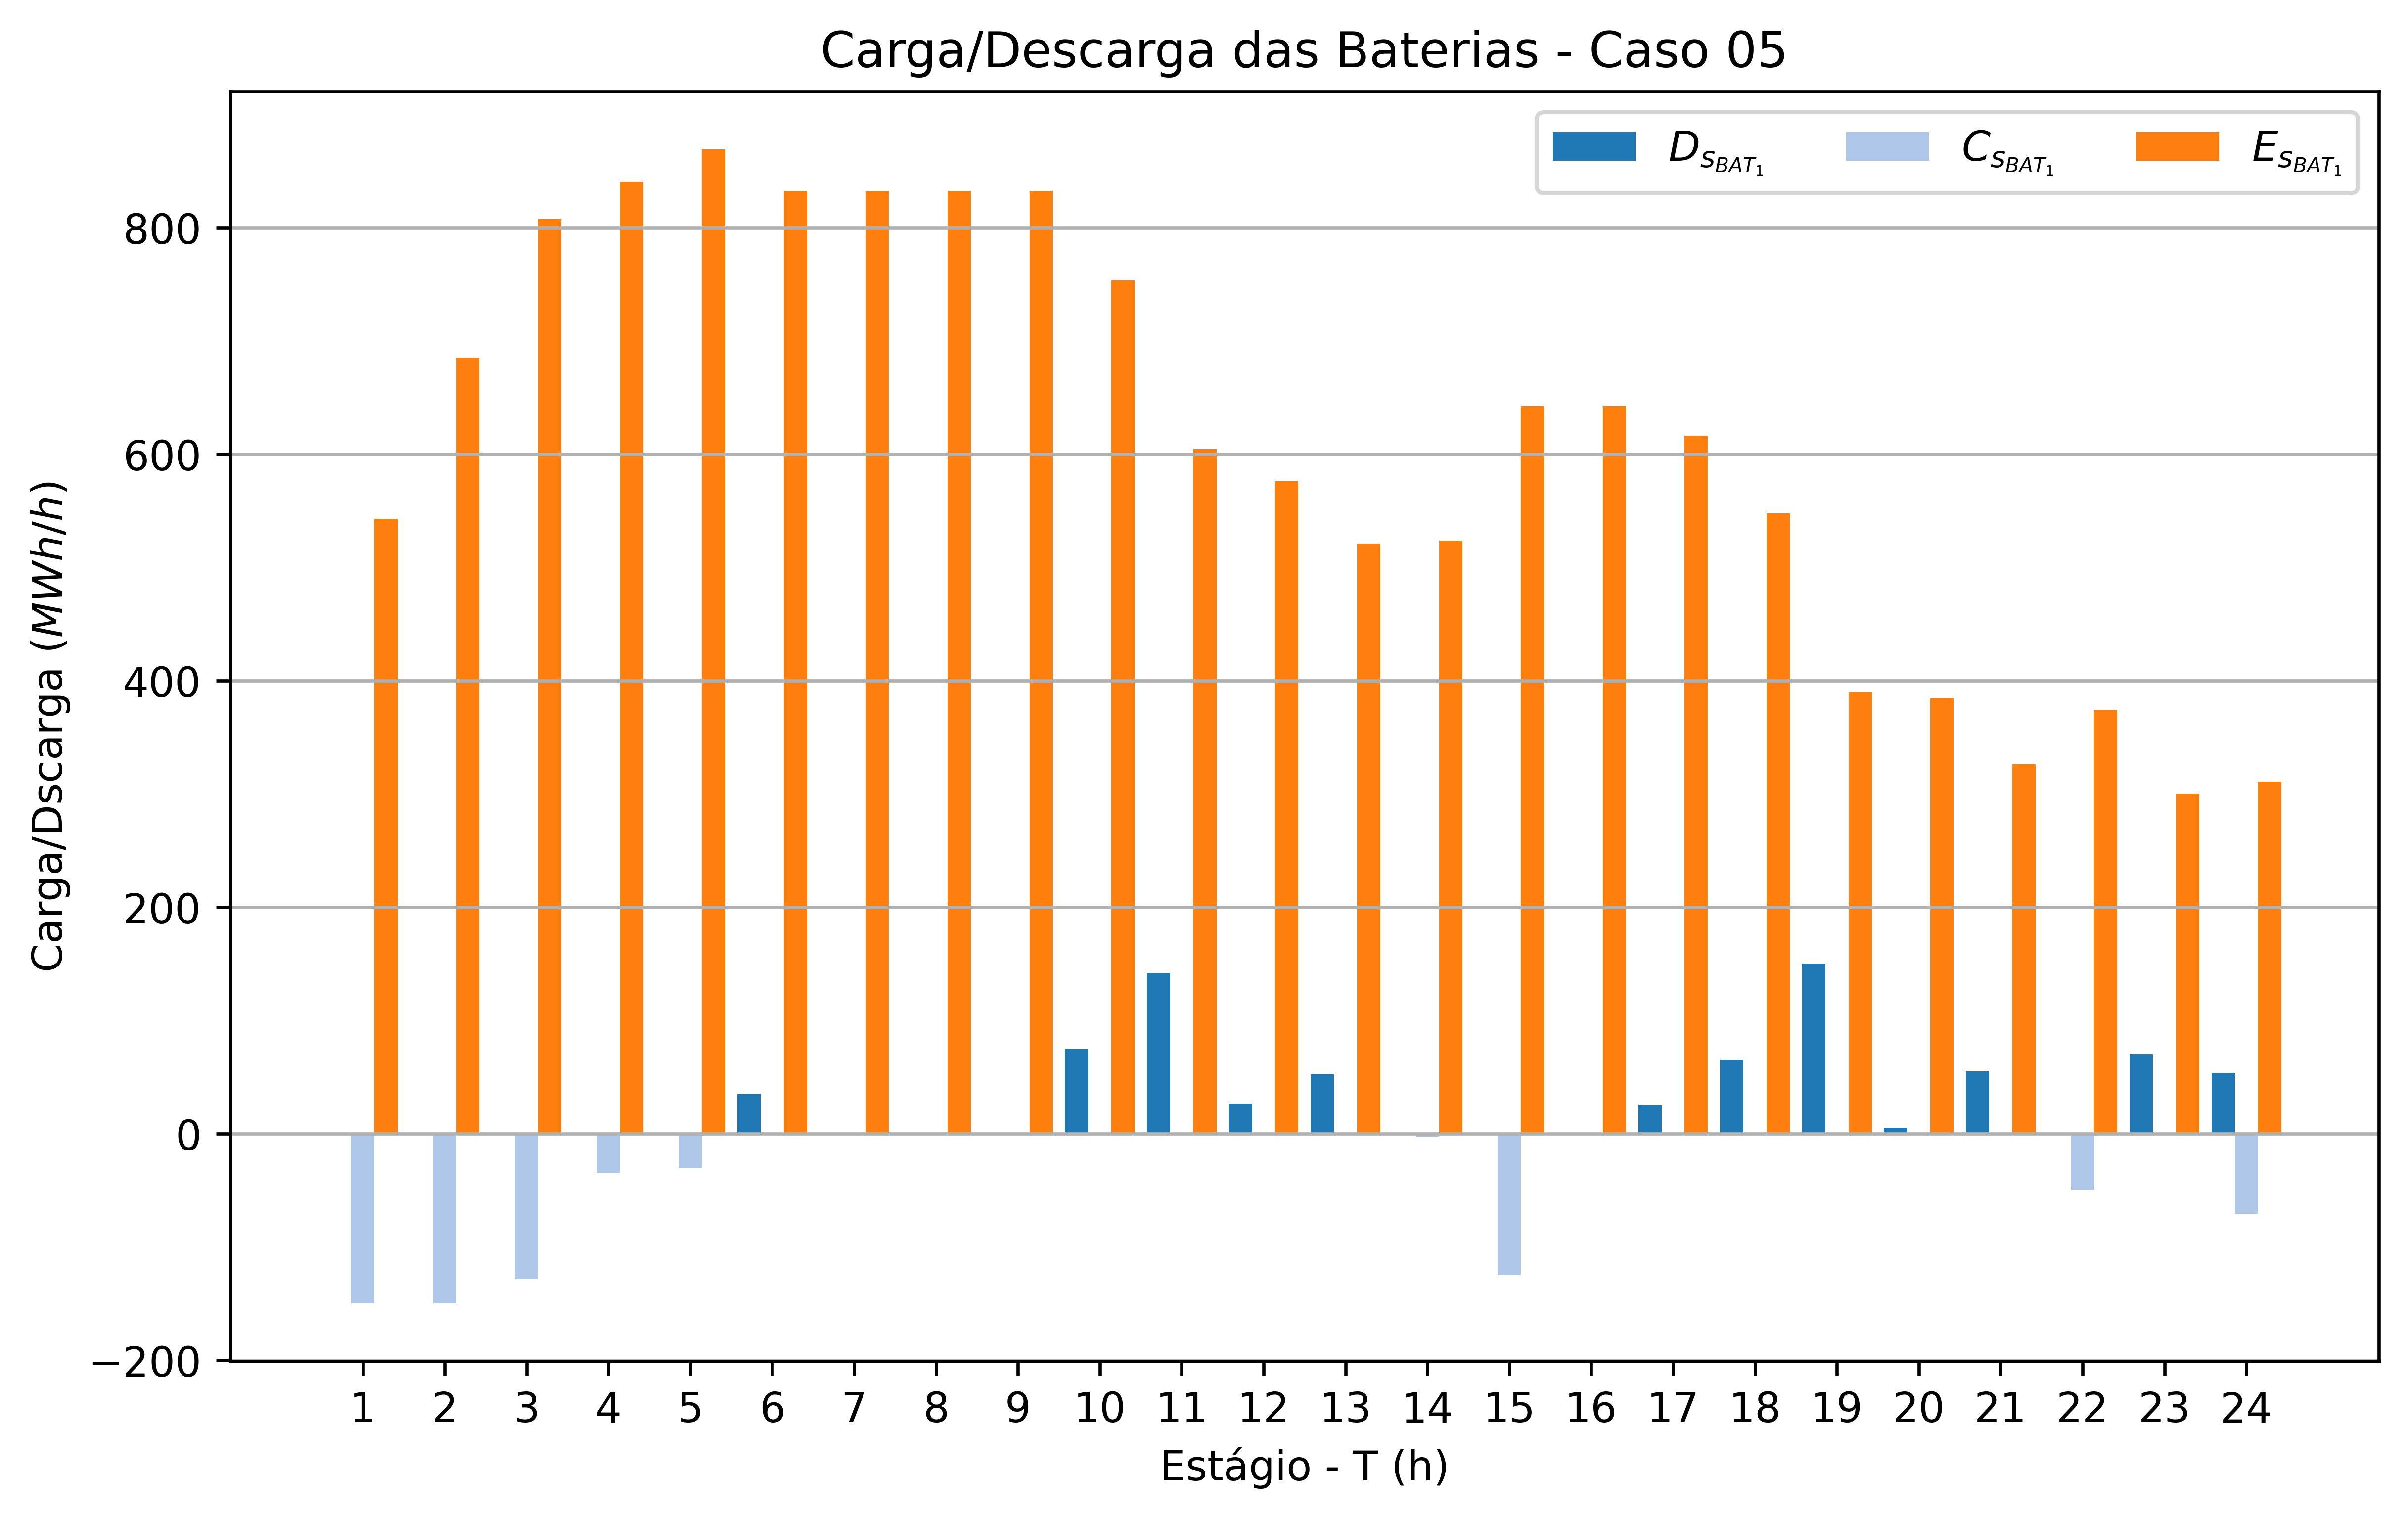 Carga/Descarga das Baterias - Caso 05
D_{s_{BAT_1}} C_{s_{BAT_1}} E_{s_{BAT_1}}
Carga/Dscarga (MWh/h)
800
600
400
200
0
−200
1 2 3 4 5 6 7 8 9 10 11 12 13 14 15 16 17 18 19 20 21 22 23 24
Estágio - T (h)